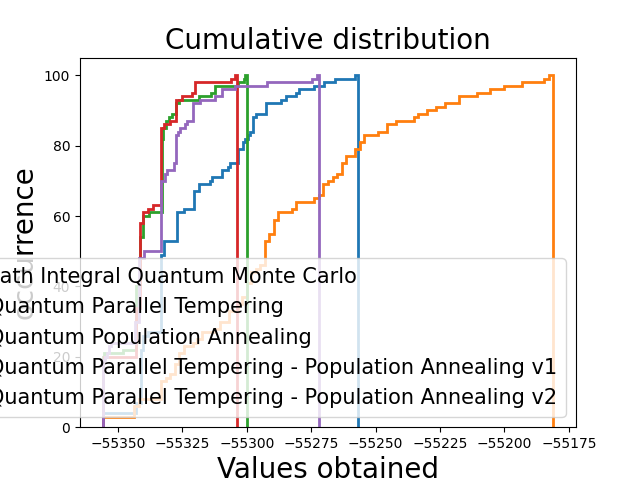 Cumulative distribution
100
80
60
40
20
0
occurrence
ath Integral Quantum Monte Carlo
Quantum Parallel Tempering
Quantum Population Annealing
Quantum Parallel Tempering - Population Annealing v1
Quantum Parallel Tempering - Population Annealing v2
−55350 −55325 −55300 −55275 −55250 −55225 −55200 −55175
Values obtained